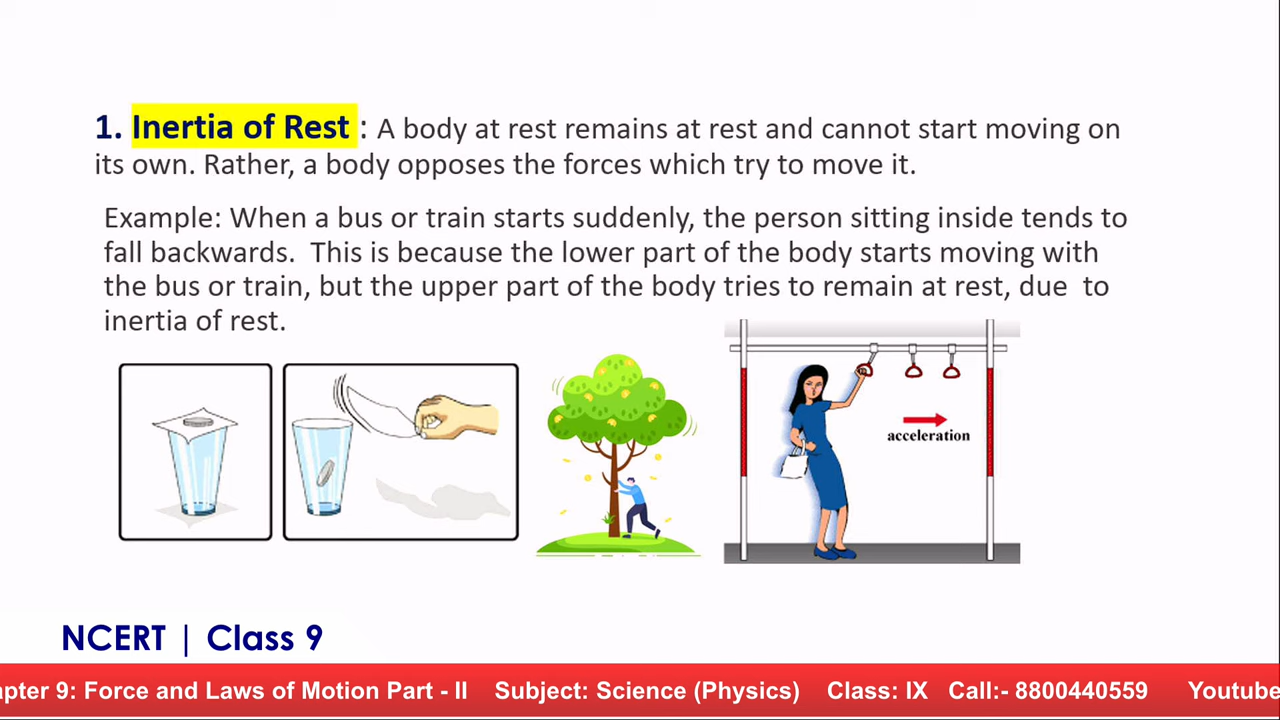 1. Inertia of Rest : A body at rest remains at rest and cannot start moving on
its own. Rather, a body opposes the forces which try to move it.
Example: When a bus or train starts suddenly, the person sitting inside tends to
fall backwards. This is because the lower part of the body starts moving with
the bus or train, but the upper part of the body tries to remain at rest, due to
inertia of rest.
acceleration
NCERT | Class 9
apter 9: Force and Laws of Motion Part - II Subject: Science (Physics) Class: IX Call:- 8800440559 Youtube